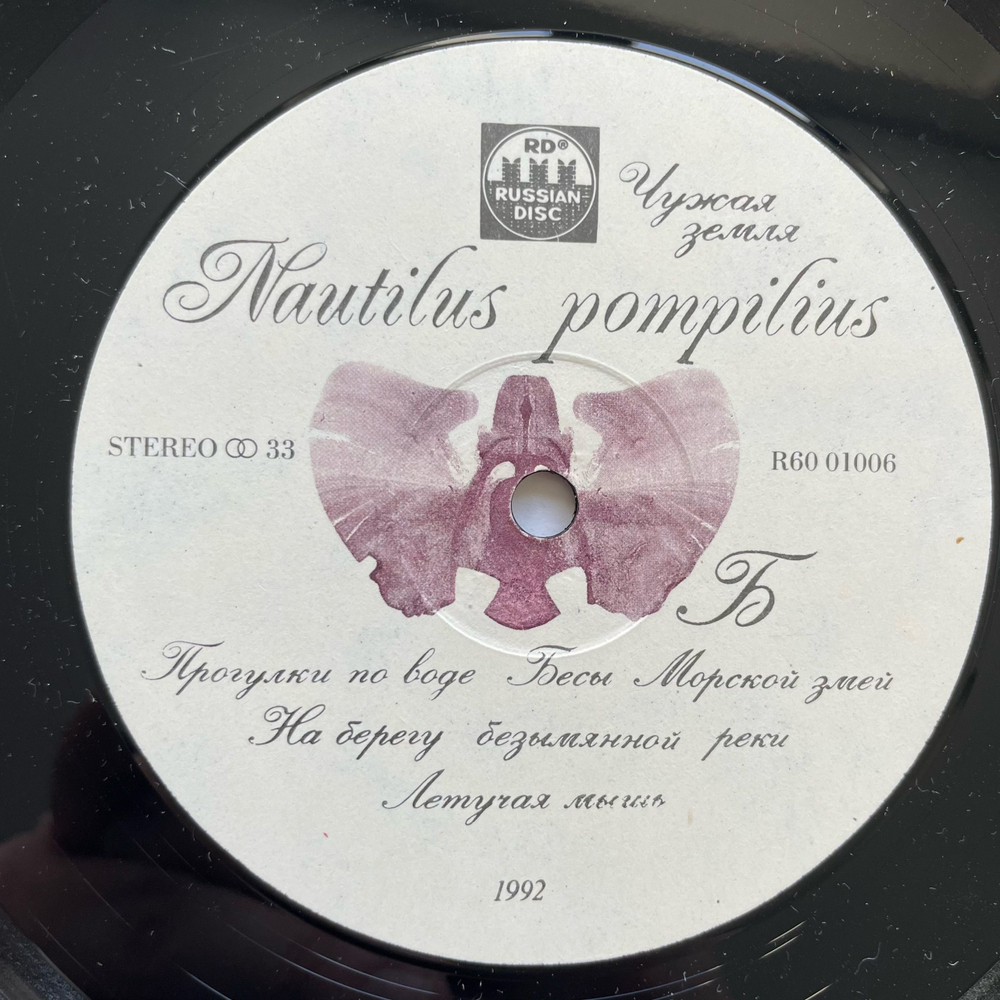 RD®
RUSSIAN
DISC
Чужая
земля
Nautilus pompilius
STEREO 33
R60 01006
Б
Прогулки по воде Бесы Морской змей
На берегу безымянной реки
Летучая мышь
1992